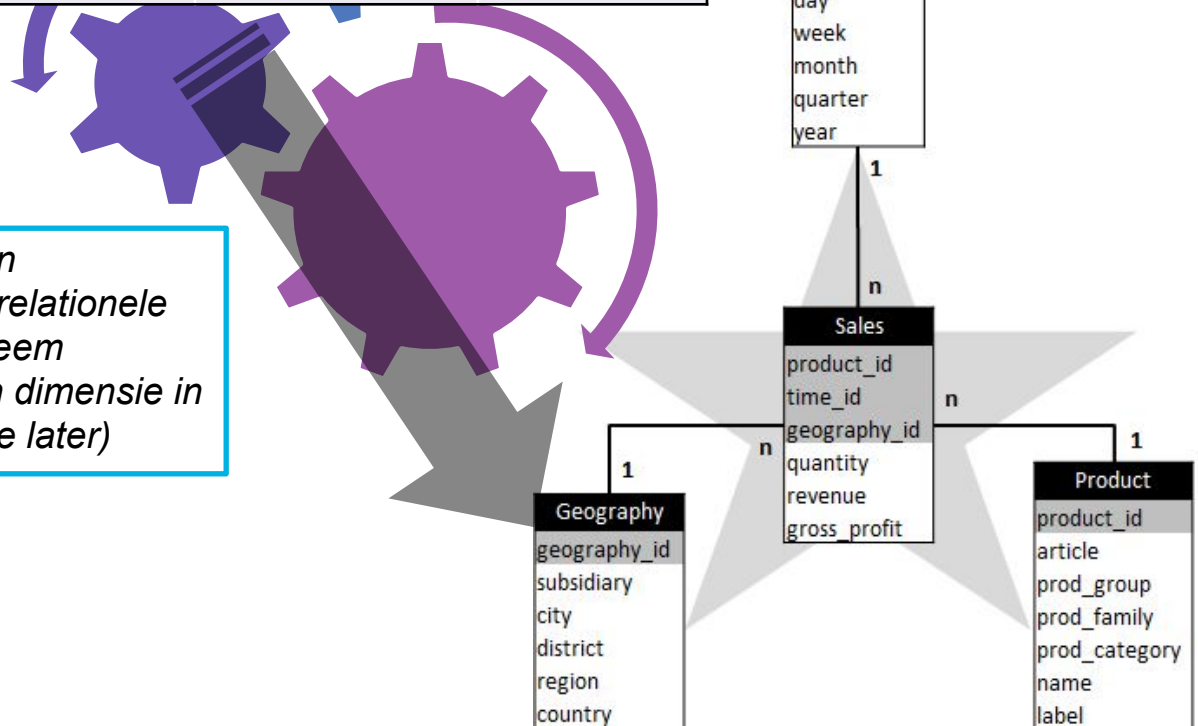 day
week
month
quarter
year
1
n
relationele
eem
dimensie in
e later)
n
Sales
product_id
time_id
geography_id
quantity
revenue
gross_profit
n
n
1
Geography
geography_id
subsidiary
city
district
region
country
1
Product
product_id
article
prod_group
prod_family
prod_category
name
label